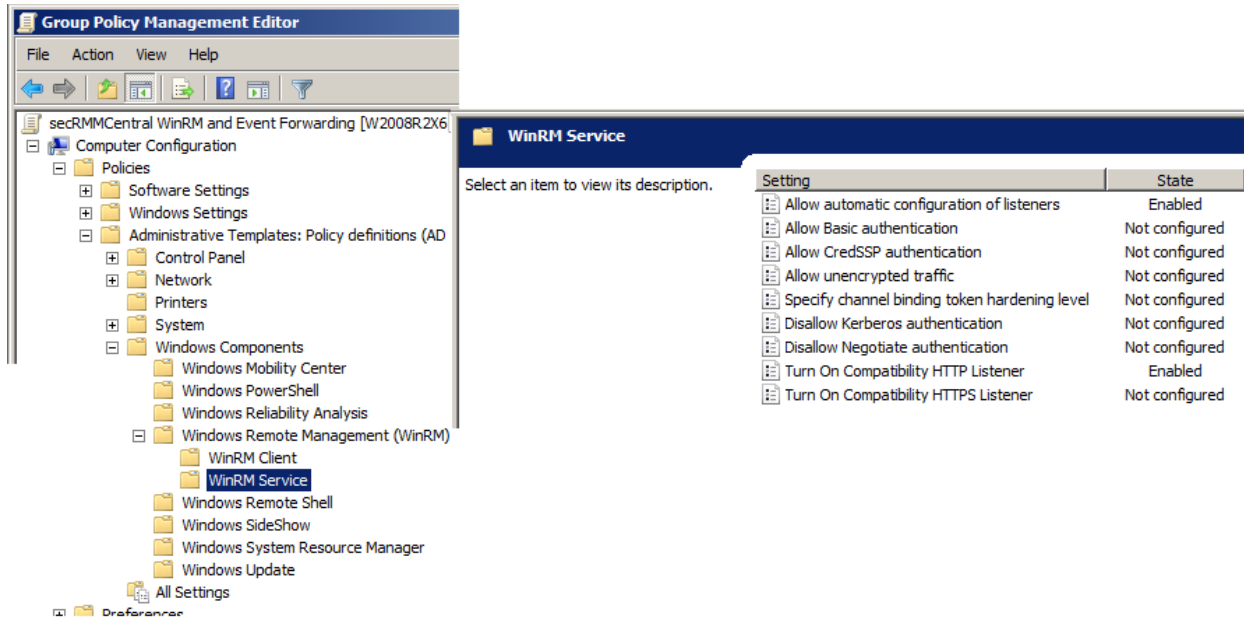 Group Policy Management Editor
File Action View Help
secRMMCentral WinRM and Event Forwarding [W2008R2X6
Computer Configuration
Policies
Software Settings
Windows Settings
Administrative Templates: Policy definitions (AD
Control Panel
Network
Printers
System
Windows Components
Windows Mobility Center
Windows PowerShell
Windows Reliability Analysis
Windows Remote Management (WinRM)
WinRM Client
WinRM Service
Windows Remote Shell
Windows SideShow
Windows System Resource Manager
Windows Update
All Settings
Preferences
WinRM Service
Select an item to view its description.
Setting State
Allow automatic configuration of listeners Enabled
Allow Basic authentication Not configured
Allow CredSSP authentication Not configured
Allow unencrypted traffic Not configured
Specify channel binding token hardening level Not configured
Disallow Kerberos authentication Not configured
Disallow Negotiate authentication Not configured
Turn On Compatibility HTTP Listener Enabled
Turn On Compatibility HTTPS Listener Not configured